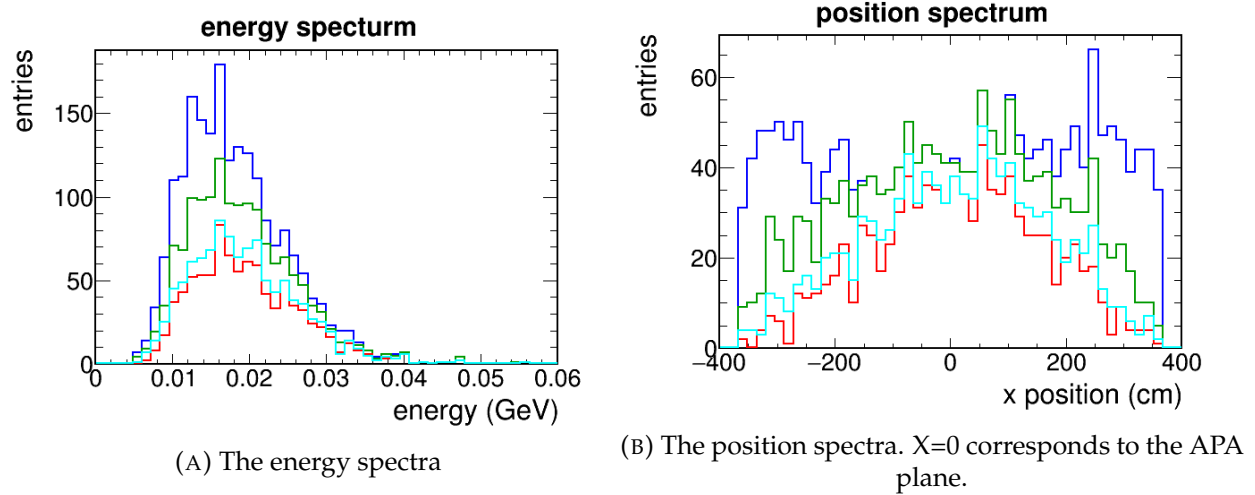 energy specturm
entries
150
100
50
0
0 0.01 0.02 0.03 0.04 0.05 0.06
energy (GeV)
(A) The energy spectra
position spectrum
entries
60
40
20
0
−400 −200 0 200 400
x position (cm)
(B) The position spectra. X=0 corresponds to the APA
plane.